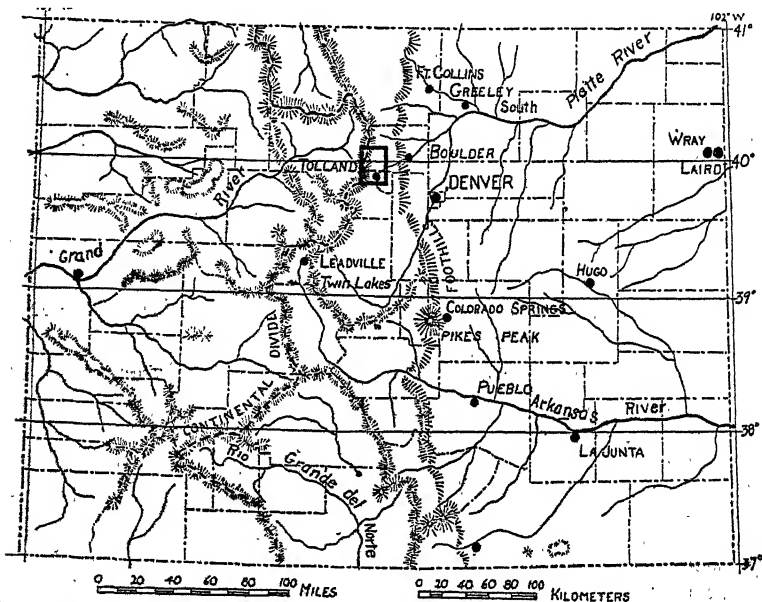 102° W
41°
FT. COLLINS
GREELEY
South Platte River
WRAY
LAIRD
BOULDER
40°
TOLLAND
DENVER
Grand River
FOOTHILL
LEADVILLE
Twin Lakes
HUGO
39°
COLORADO SPRINGS
PIKES PEAK
CONTINENTAL DIVIDE
PUEBLO
Arkansas River
38°
LA JUNTA
Rio Grande del Norte
37°
0 20 40 60 80 100 MILES
0 20 40 60 80 100 KILOMETERS